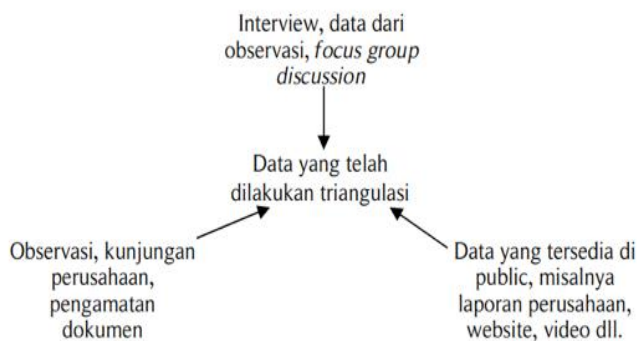 Interview, data dari
observasi, focus group
discussion
Data yang telah
dilakukan triangulasi
Observasi, kunjungan
perusahaan,
pengamatan
dokumen
Data yang tersedia di
public, misalnya
laporan perusahaan,
website, video dll.